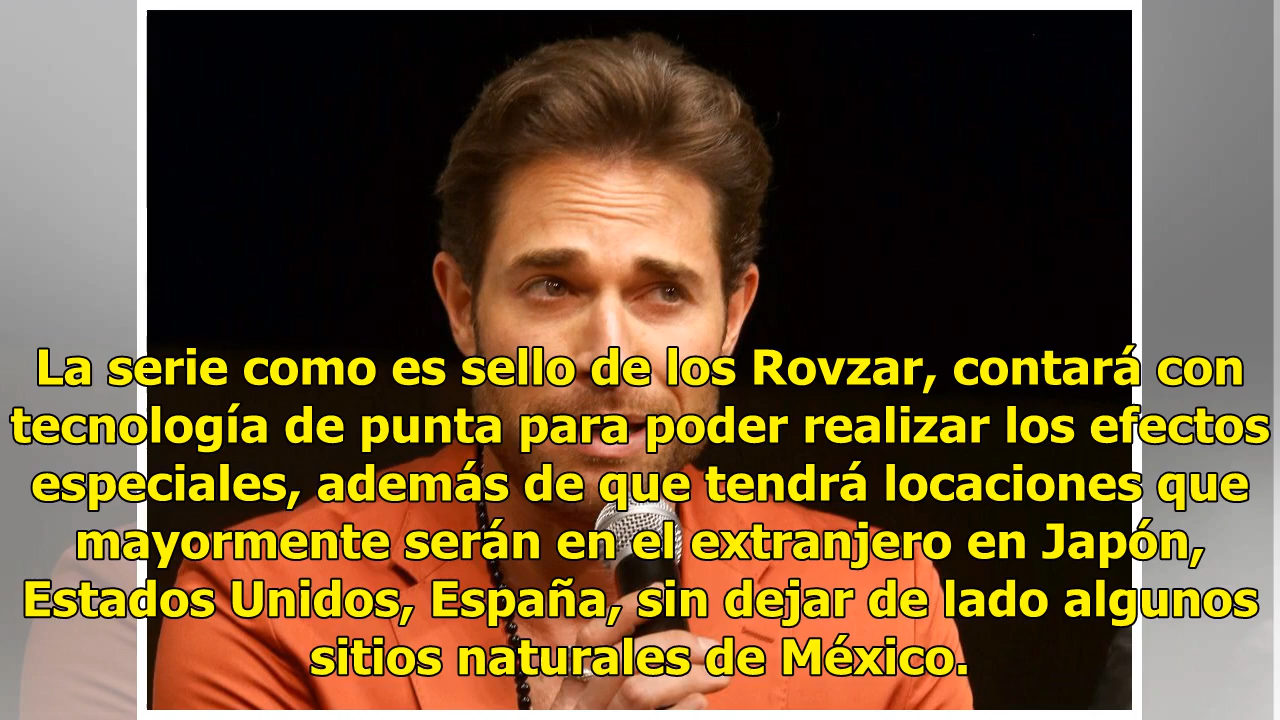 La serie como es sello de los Rovzar, contará con
tecnología de punta para poder realizar los efectos
especiales, además de que tendrá locaciones que
mayormente serán en el extranjero en Japón,
Estados Unidos, España, sin dejar de lado algunos
sitios naturales de México.